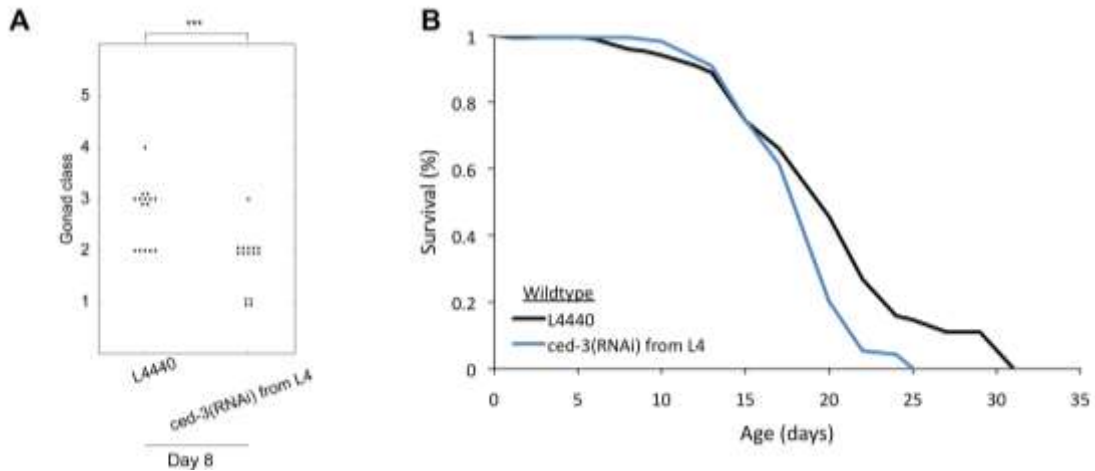 A
***
Gonad class
5
4
3
2
1
L4440
ced-3(RNAi) from L4
Day 8
B
Survival (%)
1
0.8
0.6
0.4
0.2
0
Wildtype
L4440
ced-3(RNAi) from L4
0 5 10 15 20 25 30 35
Age (days)